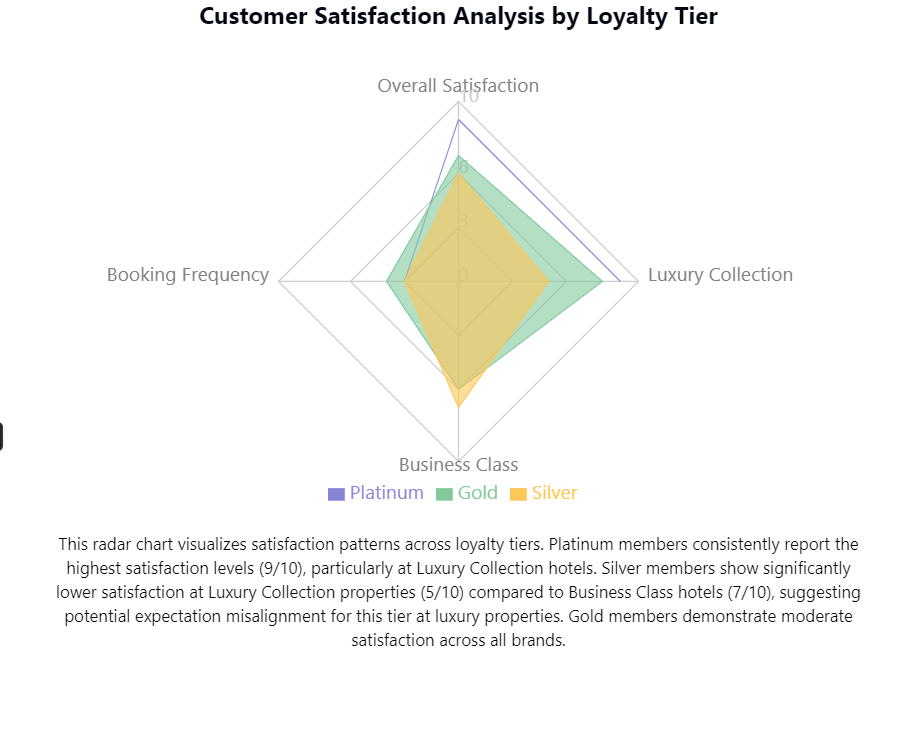 Customer Satisfaction Analysis by Loyalty Tier
Overall Satisfaction
10
6
3
0
Booking Frequency
Luxury Collection
Business Class
Platinum Gold Silver
This radar chart visualizes satisfaction patterns across loyalty tiers. Platinum members consistently report the
highest satisfaction levels (9/10), particularly at Luxury Collection hotels. Silver members show significantly
lower satisfaction at Luxury Collection properties (5/10) compared to Business Class hotels (7/10), suggesting
potential expectation misalignment for this tier at luxury properties. Gold members demonstrate moderate
satisfaction across all brands.